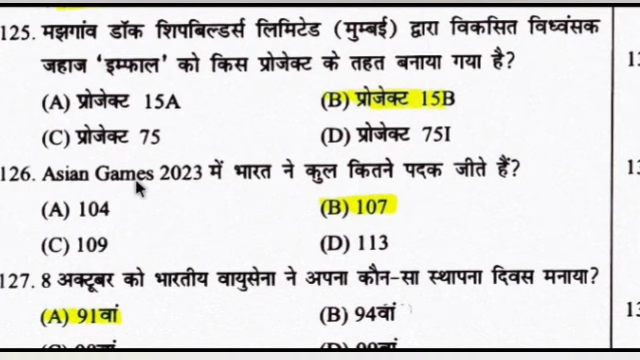 125. मझगांव डॉक शिपबिल्डर्स लिमिटेड (मुम्बई) द्वारा विकसित विध्वंसक
जहाज ‘इम्फाल’ को किस प्रोजेक्ट के तहत बनाया गया है?
(A) प्रोजेक्ट 15A (B) प्रोजेक्ट 15B
(C) प्रोजेक्ट 75 (D) प्रोजेक्ट 75I
126. Asian Games 2023 में भारत ने कुल कितने पदक जीते हैं?
(A) 104 (B) 107
(C) 109 (D) 113
127. 8 अक्टूबर को भारतीय वायुसेना ने अपना कौन-सा स्थापना दिवस मनाया?
(A) 91वां (B) 94वां